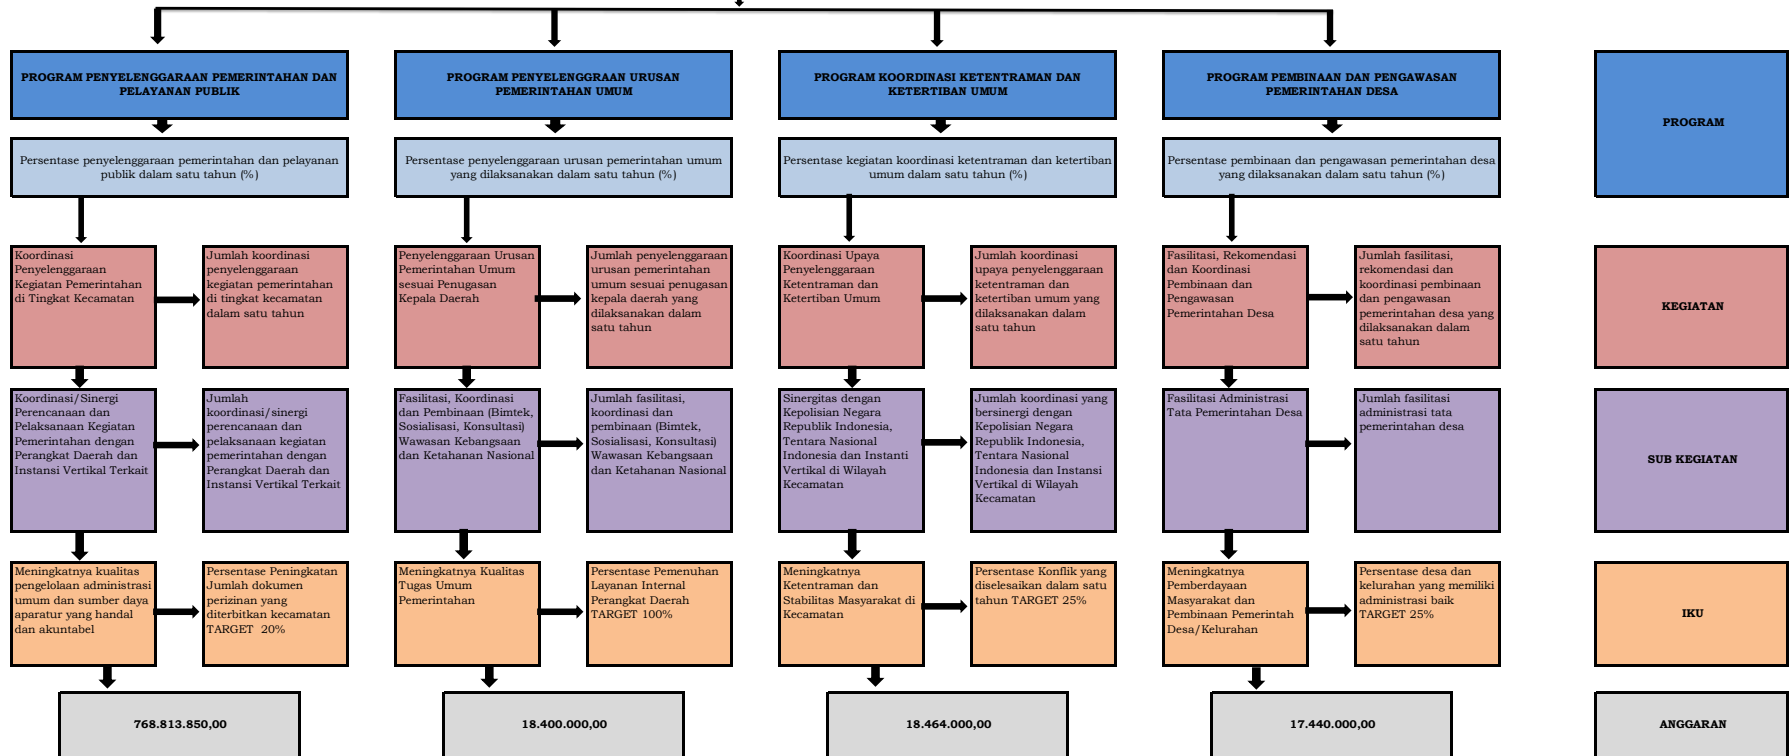 PROGRAM PENYELENGGARAAN PEMERINTAHAN DAN
PELAYANAN PUBLIK
PROGRAM PENYELENGGRAAN URUSAN
PEMERINTAHAN UMUM
PROGRAM KOORDINASI KETENTRAMAN DAN
KETERTIBAN UMUM
PROGRAM PEMBINAAN DAN PENGAWASAN
PEMERINTAHAN DESA
PROGRAM
Persentase penyelenggaraan pemerintahan dan pelayanan
publik dalam satu tahun (%)
Persentase penyelenggaraan urusan pemerintahan umum
yang dilaksanakan dalam satu tahun (%)
Persentase kegiatan koordinasi ketentraman dan ketertiban
umum dalam satu tahun (%)
Persentase pembinaan dan pengawasan pemerintahan desa
yang dilaksanakan dalam satu tahun (%)
Koordinasi
Penyelenggaraan
Kegiatan Pemerintahan
di Tingkat Kecamatan
Jumlah koordinasi
penyelenggaraan
kegiatan pemerintahan
di tingkat kecamatan
dalam satu tahun
Penyelenggaraan Urusan
Pemerintahan Umum
sesuai Penugasan
Kepala Daerah
Jumlah penyelenggaraan
urusan pemerintahan
umum sesuai penugasan
kepala daerah yang
dilaksanakan dalam
satu tahun
Koordinasi Upaya
Penyelenggaraan
Ketentraman dan
Ketertiban Umum
Jumlah koordinasi
upaya penyelenggaraan
ketentraman dan
ketertiban umum yang
dilaksanakan dalam
satu tahun
Fasilitasi, Rekomendasi
dan Koordinasi
Pembinaan dan
Pengawasan
Pemerintahan Desa
Jumlah fasilitasi,
rekomendasi dan
koordinasi pembinaan
dan pengawasan
pemerintahan desa yang
dilaksanakan dalam
satu tahun
KEGIATAN
Koordinasi/Sinergi
Perencanaan dan
Pelaksanaan Kegiatan
Pemerintahan dengan
Perangkat Daerah dan
Instansi Vertikal Terkait
Jumlah
koordinasi/sinergi
perencanaan dan
pelaksanaan kegiatan
pemerintahan dengan
Perangkat Daerah dan
Instansi Vertikal Terkait
Fasilitasi, Koordinasi
dan Pembinaan (Bimtek,
Sosialisasi, Konsultasi)
Wawasan Kebangsaan
dan Ketahanan Nasional
Jumlah fasilitasi,
koordinasi dan
pembinaan (Bimtek,
Sosialisasi, Konsultasi)
Wawasan Kebangsaan
dan Ketahanan Nasional
Sinergitas dengan
Kepolisian Negara
Republik Indonesia,
Tentara Nasional
Indonesia dan Instanti
Vertikal di Wilayah
Kecamatan
Jumlah koordinasi yang
bersinergi dengan
Kepolisian Negara
Republik Indonesia,
Tentara Nasional
Indonesia dan Instansi
Vertikal di Wilayah
Kecamatan
Fasilitasi Administrasi
Tata Pemerintahan Desa
Jumlah fasilitasi
administrasi tata
pemerintahan desa
SUB KEGIATAN
Meningkatnya kualitas
pengelolaan administrasi
umum dan sumber daya
aparatur yang handal
dan akuntabel
Persentase Peningkatan
Jumlah dokumen
perizinan yang
diterbitkan kecamatan
TARGET 20%
Meningkatnya Kualitas
Tugas Umum
Pemerintahan
Persentase Pemenuhan
Layanan Internal
Perangkat Daerah
TARGET 100%
Meningkatnya
Ketentraman dan
Stabilitas Masyarakat di
Kecamatan
Persentase Konflik yang
diselesaikan dalam satu
tahun TARGET 25%
Meningkatnya
Pemberdayaan
Masyarakat dan
Pembinaan Pemerintah
Desa/Kelurahan
Persentase desa dan
kelurahan yang memiliki
administrasi baik
TARGET 25%
IKU
768.813.850,00
18.400.000,00
18.464.000,00
17.440.000,00
ANGGARAN